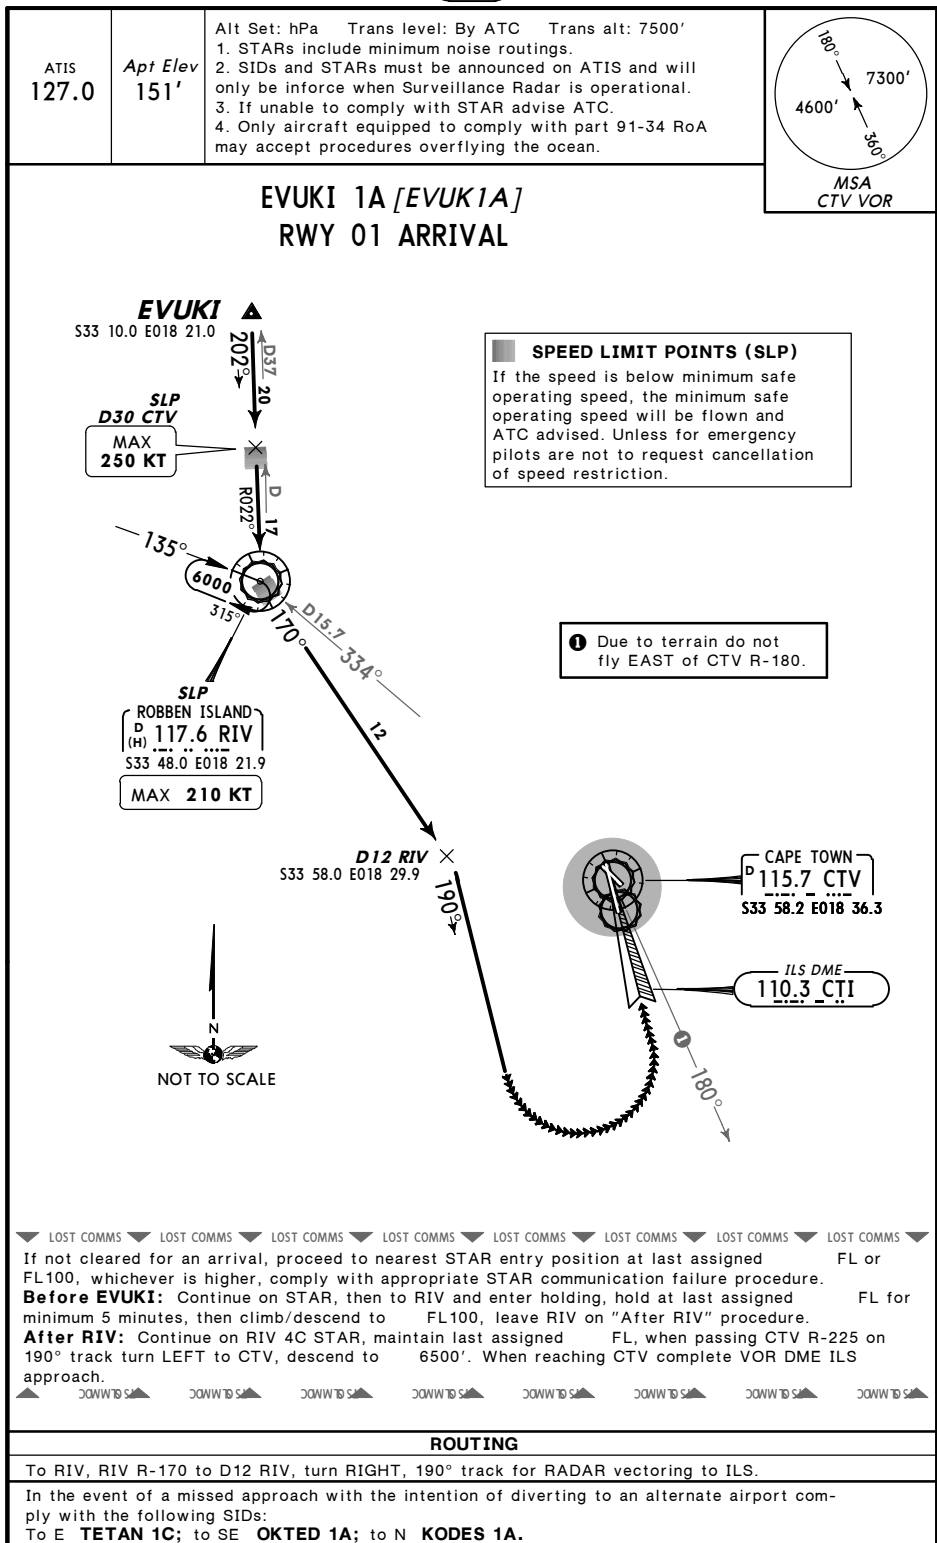 ATIS
127.0
Apt Elev
151'
Alt Set: hPa Trans level: By ATC Trans alt: 7500'
1. STARs include minimum noise routings.
2. SIDs and STARs must be announced on ATIS and will
only be inforce when Surveillance Radar is operational.
3. If unable to comply with STAR advise ATC.
4. Only aircraft equipped to comply with part 91-34 RoA
may accept procedures overflying the ocean.
180°
7300'
4600'
360°
MSA
CTV VOR
EVUKI 1A [EVUK1A]
RWY 01 ARRIVAL
EVUKI
S33 10.0 E018 21.0
202°
D37
20
SLP
D30 CTV
MAX
250 KT
SPEED LIMIT POINTS (SLP)
If the speed is below minimum safe
operating speed, the minimum safe
operating speed will be flown and
ATC advised. Unless for emergency
pilots are not to request cancellation
of speed restriction.
D
R022°
17
135°
6000
315°
170°
D15.7
334°
1 Due to terrain do not
fly EAST of CTV R-180.
SLP
ROBBEN ISLAND
D
(H) 117.6 RIV
S33 48.0 E018 21.9
MAX 210 KT
12
D12 RIV
S33 58.0 E018 29.9
190°
CAPE TOWN
D 115.7 CTV
S33 58.2 E018 36.3
ILS DME
110.3 CTI
1
180°
N
NOT TO SCALE
LOST COMMS LOST COMMS LOST COMMS LOST COMMS LOST COMMS LOST COMMS LOST COMMS LOST COMMS
If not cleared for an arrival, proceed to nearest STAR entry position at last assigned FL or
FL100, whichever is higher, comply with appropriate STAR communication failure procedure.
Before EVUKI: Continue on STAR, then to RIV and enter holding, hold at last assigned FL for
minimum 5 minutes, then climb/descend to FL100, leave RIV on "After RIV" procedure.
After RIV: Continue on RIV 4C STAR, maintain last assigned FL, when passing CTV R-225 on
190° track turn LEFT to CTV, descend to 6500'. When reaching CTV complete VOR DME ILS
approach.
ROUTING
To RIV, RIV R-170 to D12 RIV, turn RIGHT, 190° track for RADAR vectoring to ILS.
In the event of a missed approach with the intention of diverting to an alternate airport com-
ply with the following SIDs:
To E TETAN 1C; to SE OKTED 1A; to N KODES 1A.